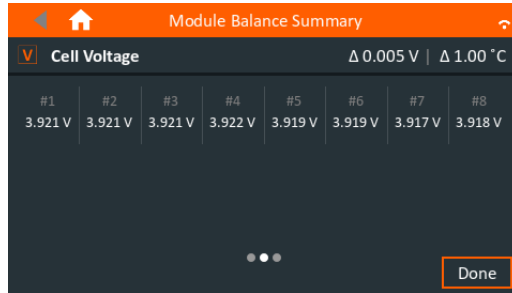 Module Balance Summary
V Cell Voltage Δ 0.005 V | Δ 1.00 °C
#1 #2 #3 #4 #5 #6 #7 #8
3.921 V 3.921 V 3.921 V 3.922 V 3.919 V 3.919 V 3.917 V 3.918 V
Done